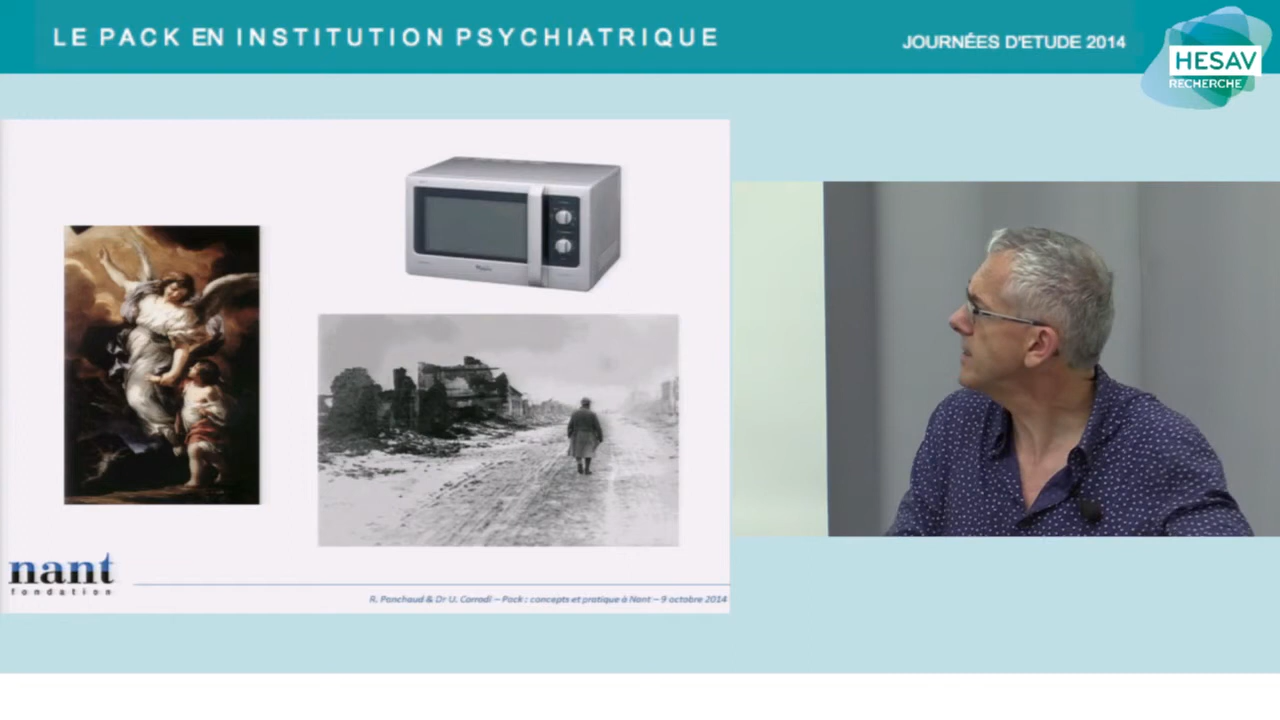 LE PACK EN INSTITUTION PSYCHIATRIQUE
JOURNÉES D'ETUDE 2014
HESAV
RECHERCHE
nant
fondation
R. Panchaud & Dr U. Corrodi – Pack : concepts et pratique à Nant – 9 octobre 2014